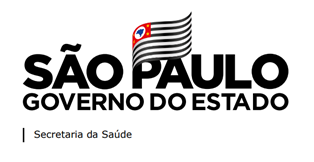 SÃO PAULO
GOVERNO DO ESTADO
Secretaria da Saúde